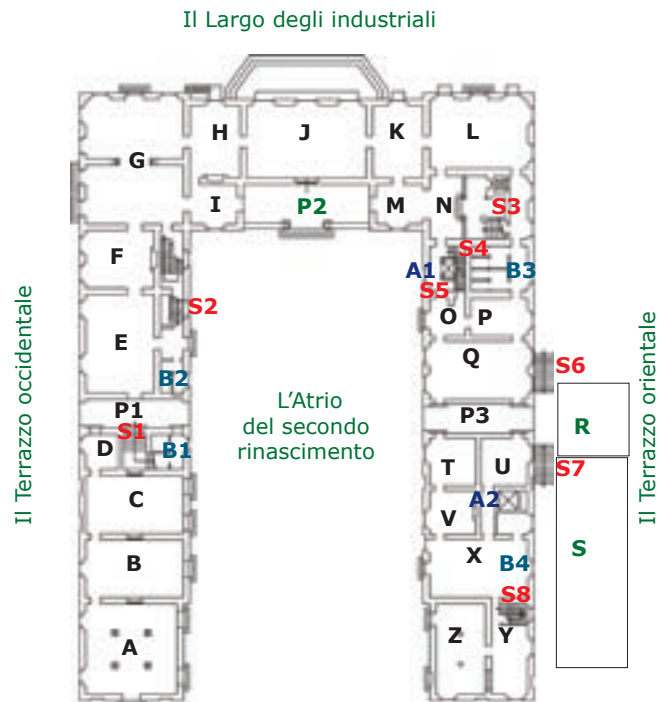 Il Largo degli industriali
H
J
K
L
G
I
P2
M
N
S3
F
S4
A1
B3
S5
S2
O
P
E
Q
S6
B2
L'Atrio
del secondo
rinascimento
P1
P3
R
S1
D
B1
T
U
S7
C
A2
V
S
X
B4
B
S8
A
Z
Y
Il Terrazzo occidentale
Il Terrazzo orientale